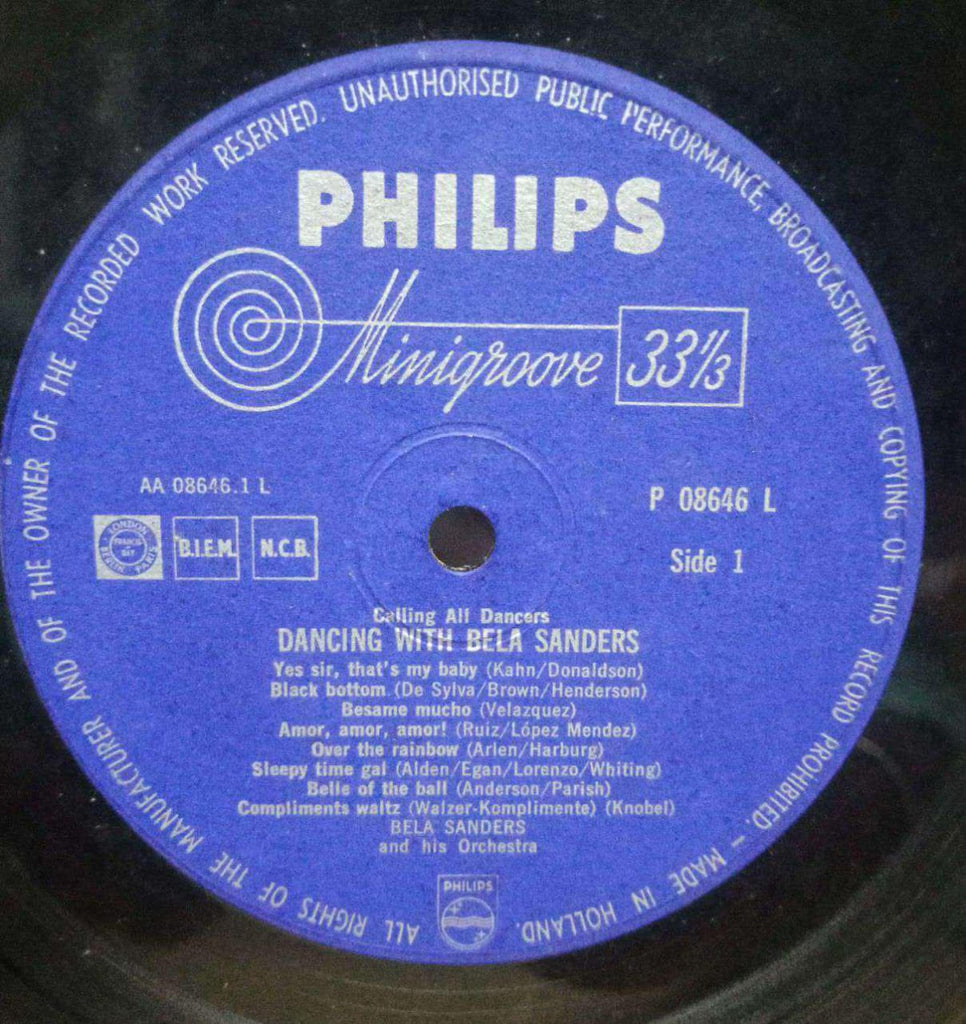 ALL RIGHTS OF THE MANUFACTURER AND OF THE OWNER OF THE RECORDED WORK RESERVED. UNAUTHORISED PUBLIC PERFORMANCE, BROADCASTING AND COPYING OF THIS RECORD PROHIBITED. – MADE IN HOLLAND.
PHILIPS
Minigroove 33⅓
AA 08646.1 L
P 08646 L
LONDON
FRANCIS DAY
BERLIN PARIS
B.I.E.M.
N.C.B.
Side 1
Calling All Dancers
DANCING WITH BELA SANDERS
Yes sir, that's my baby (Kahn/Donaldson)
Black bottom (De Sylva/Brown/Henderson)
Besame mucho (Velazquez)
Amor, amor, amor! (Ruiz/López Mendez)
Over the rainbow (Arlen/Harburg)
Sleepy time gal (Alden/Egan/Lorenzo/Whiting)
Belle of the ball (Anderson/Parish)
Compliments waltz (Walzer-Komplimente) (Knobel)
BELA SANDERS
and his Orchestra
PHILIPS